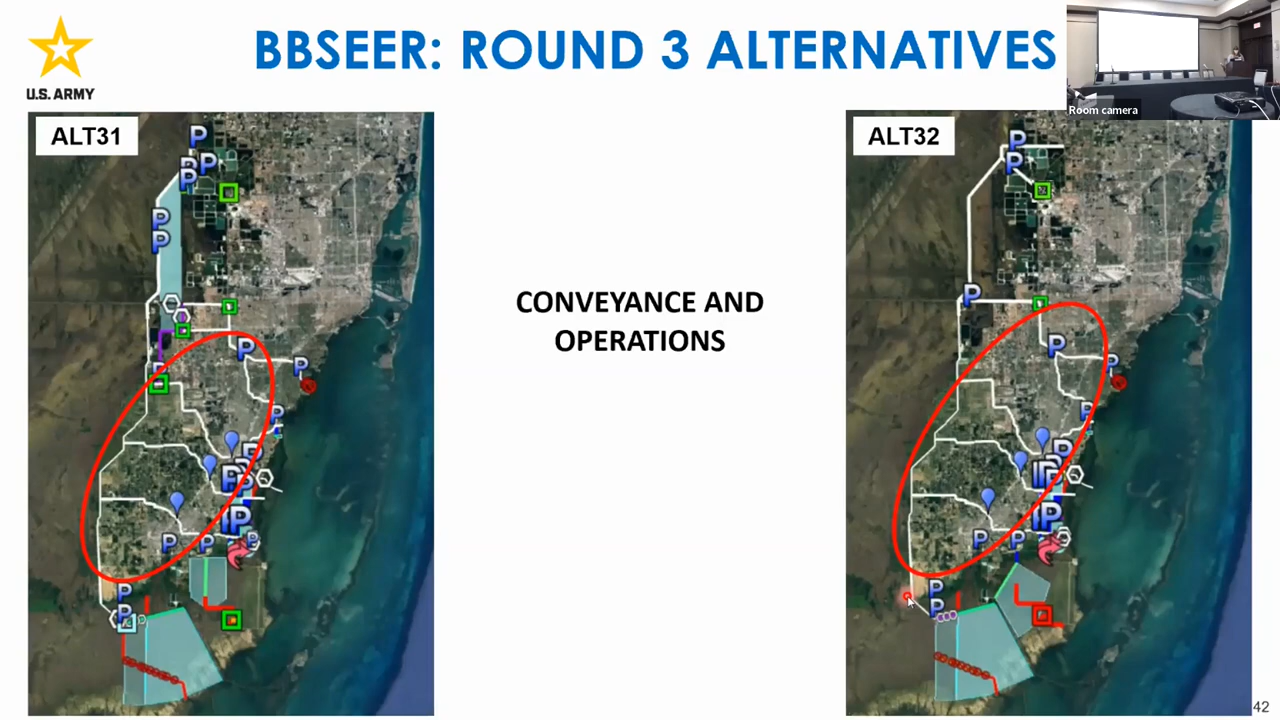 BBSEER: ROUND 3 ALTERNATIVES
U.S. ARMY
Room camera
ALT31
ALT32
CONVEYANCE AND
OPERATIONS
42